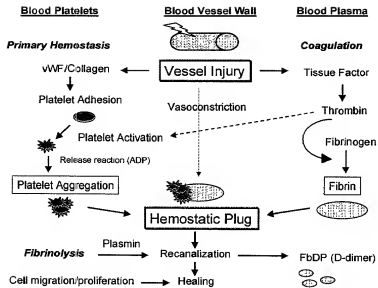 Blood Platelets Blood Vessel Wall Blood Plasma
Primary Hemostasis Coagulation
vWF/Collagen Vessel Injury Tissue Factor
Platelet Adhesion Vasoconstriction Thrombin
Platelet Activation Fibrinogen
Release reaction (ADP)
Platelet Aggregation Fibrin
Hemostatic Plug
Fibrinolysis Plasmin Recanalization FbDP (D-dimer)
Cell migration/proliferation Healing